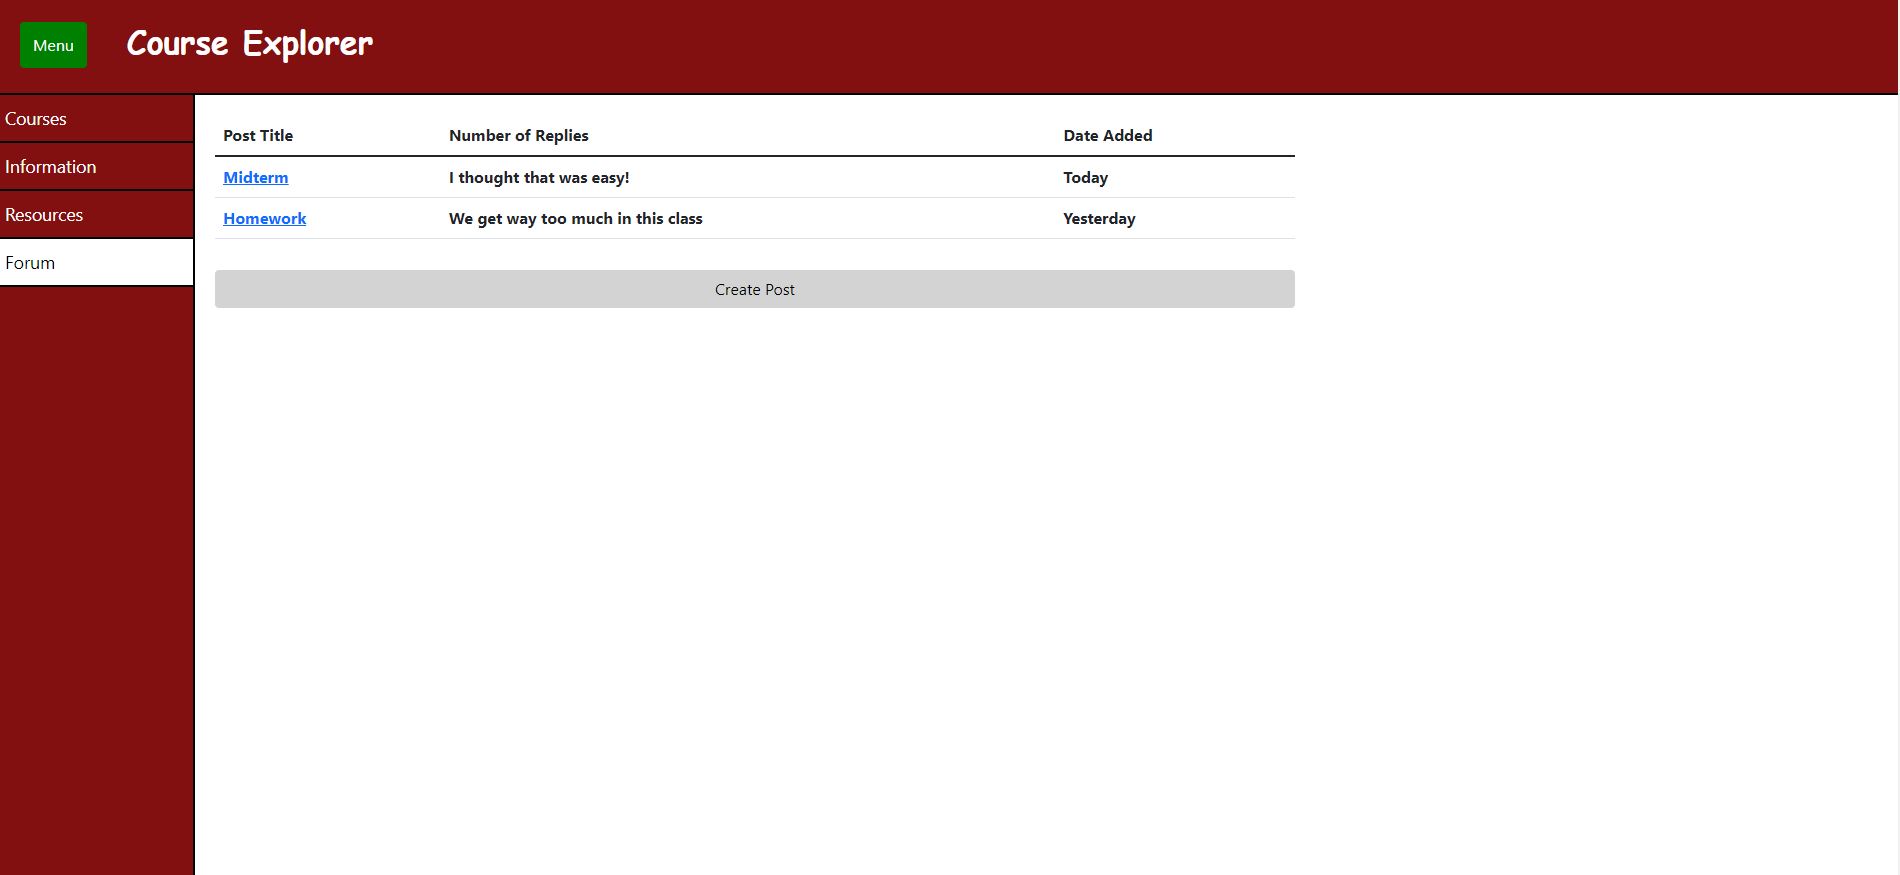 Menu Course Explorer
Courses
Information
Resources
Forum
Post Title Number of Replies Date Added
Midterm I thought that was easy! Today
Homework We get way too much in this class Yesterday
Create Post